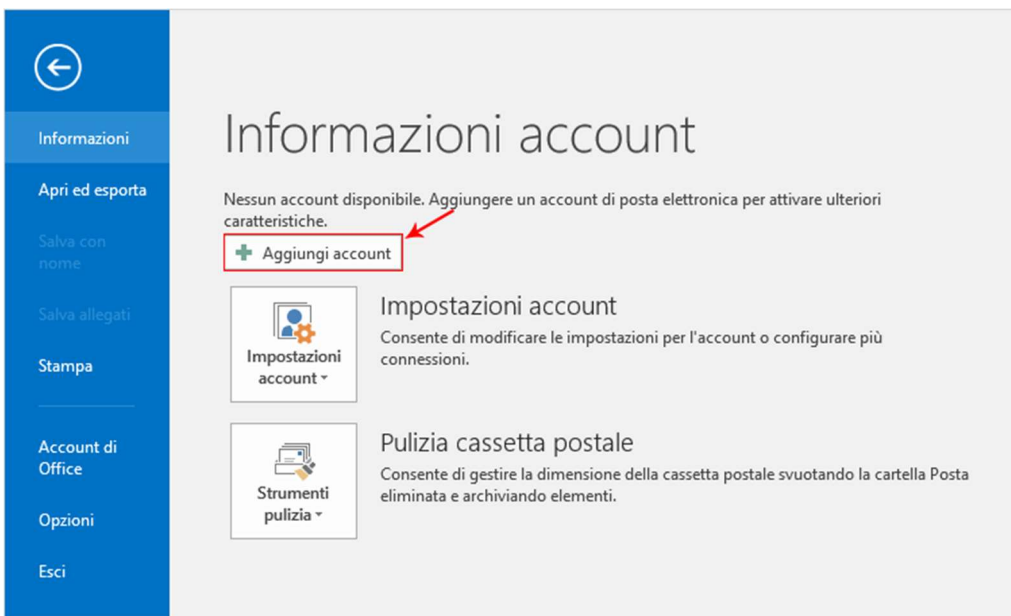 Informazioni
Apri ed esporta
Salva con
nome
Salva allegati
Stampa
Account di
Office
Opzioni
Esci
Informazioni account
Nessun account disponibile. Aggiungere un account di posta elettronica per attivare ulteriori
caratteristiche.
Aggiungi account
Impostazioni
account
Impostazioni account
Consente di modificare le impostazioni per l'account o configurare più
connessioni.
Strumenti
pulizia
Pulizia cassetta postale
Consente di gestire la dimensione della cassetta postale svuotando la cartella Posta
eliminata e archiviando elementi.